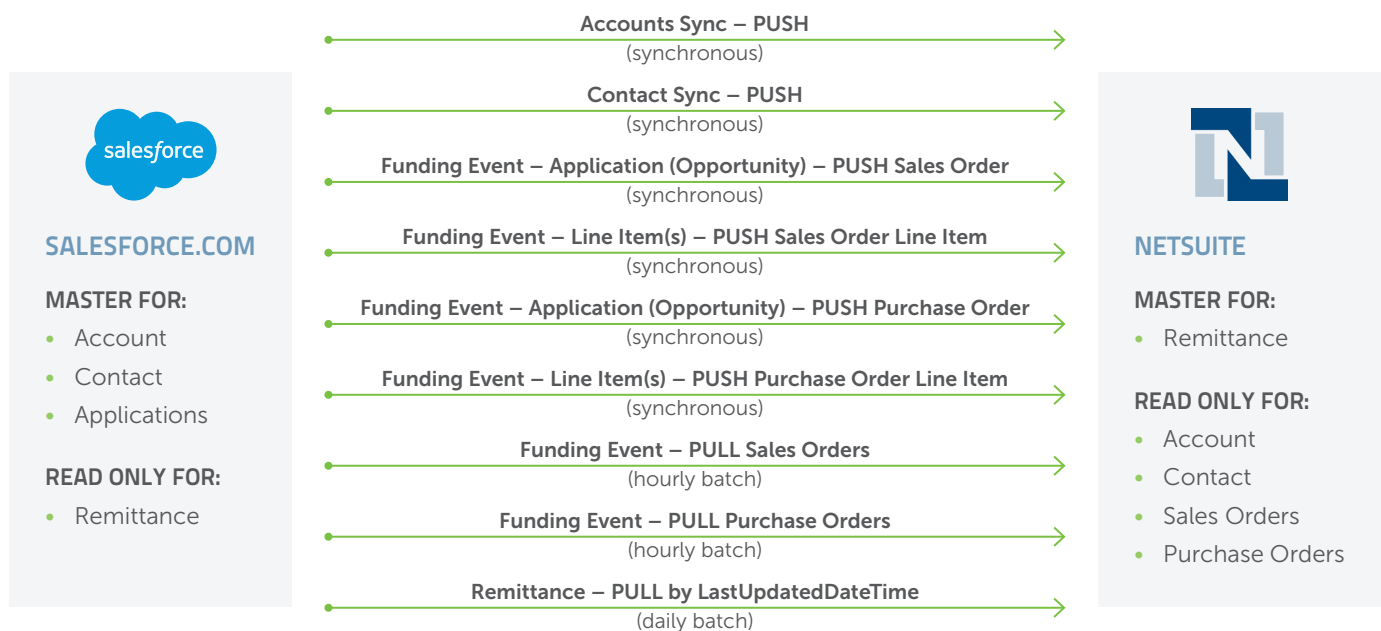 Accounts Sync – PUSH
(synchronous)
Contact Sync – PUSH
(synchronous)
Funding Event – Application (Opportunity) – PUSH Sales Order
(synchronous)
Funding Event – Line Item(s) – PUSH Sales Order Line Item
(synchronous)
Funding Event – Application (Opportunity) – PUSH Purchase Order
(synchronous)
Funding Event – Line Item(s) – PUSH Purchase Order Line Item
(synchronous)
Funding Event – PULL Sales Orders
(hourly batch)
Funding Event – PULL Purchase Orders
(hourly batch)
Remittance – PULL by LastUpdatedDateTime
(daily batch)
salesforce
SALESFORCE.COM
MASTER FOR:
• Account
• Contact
• Applications
READ ONLY FOR:
• Remittance
N
NETSUITE
MASTER FOR:
• Remittance
READ ONLY FOR:
• Account
• Contact
• Sales Orders
• Purchase Orders